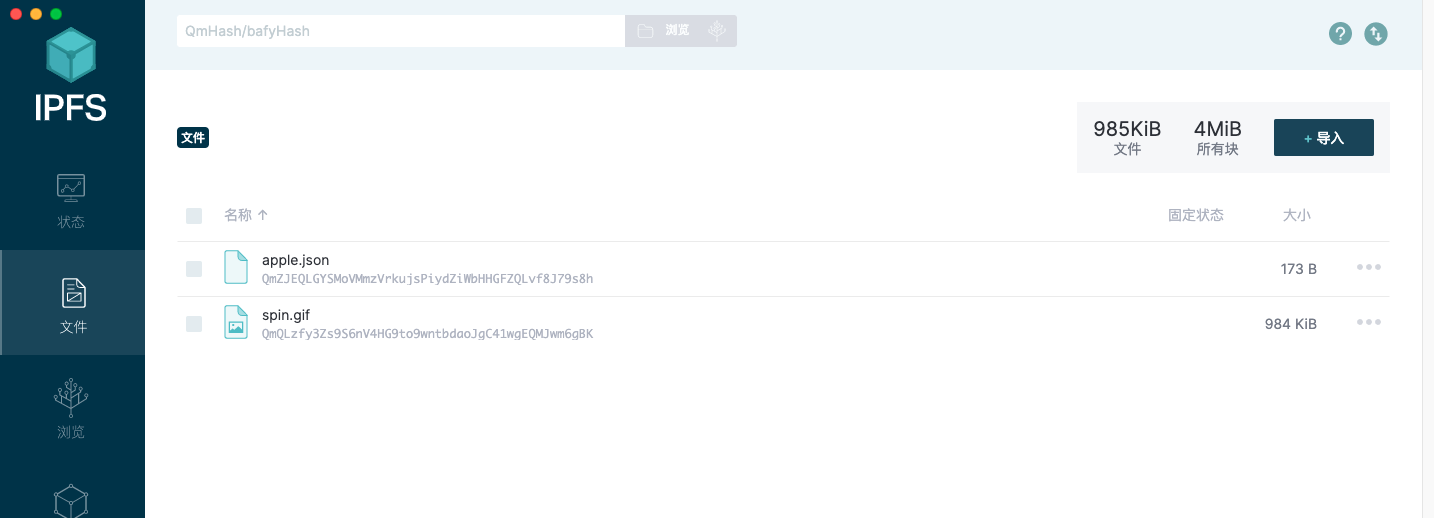 QmHash/bafyHash
浏览
IPFS
文件
985KiB
文件
4MiB
所有块
+ 导入
状态
名称 ↑
固定状态
大小
apple.json
QmZJEQLGYSMoVMmzVrkujsPiydZiWbHHGFZQLvf8J79s8h
173 B
spin.gif
QmQLzfy3Zs9S6nV4HG9to9wntbdaoJgC41wgEQMJwm6gBK
984 KiB
文件
浏览